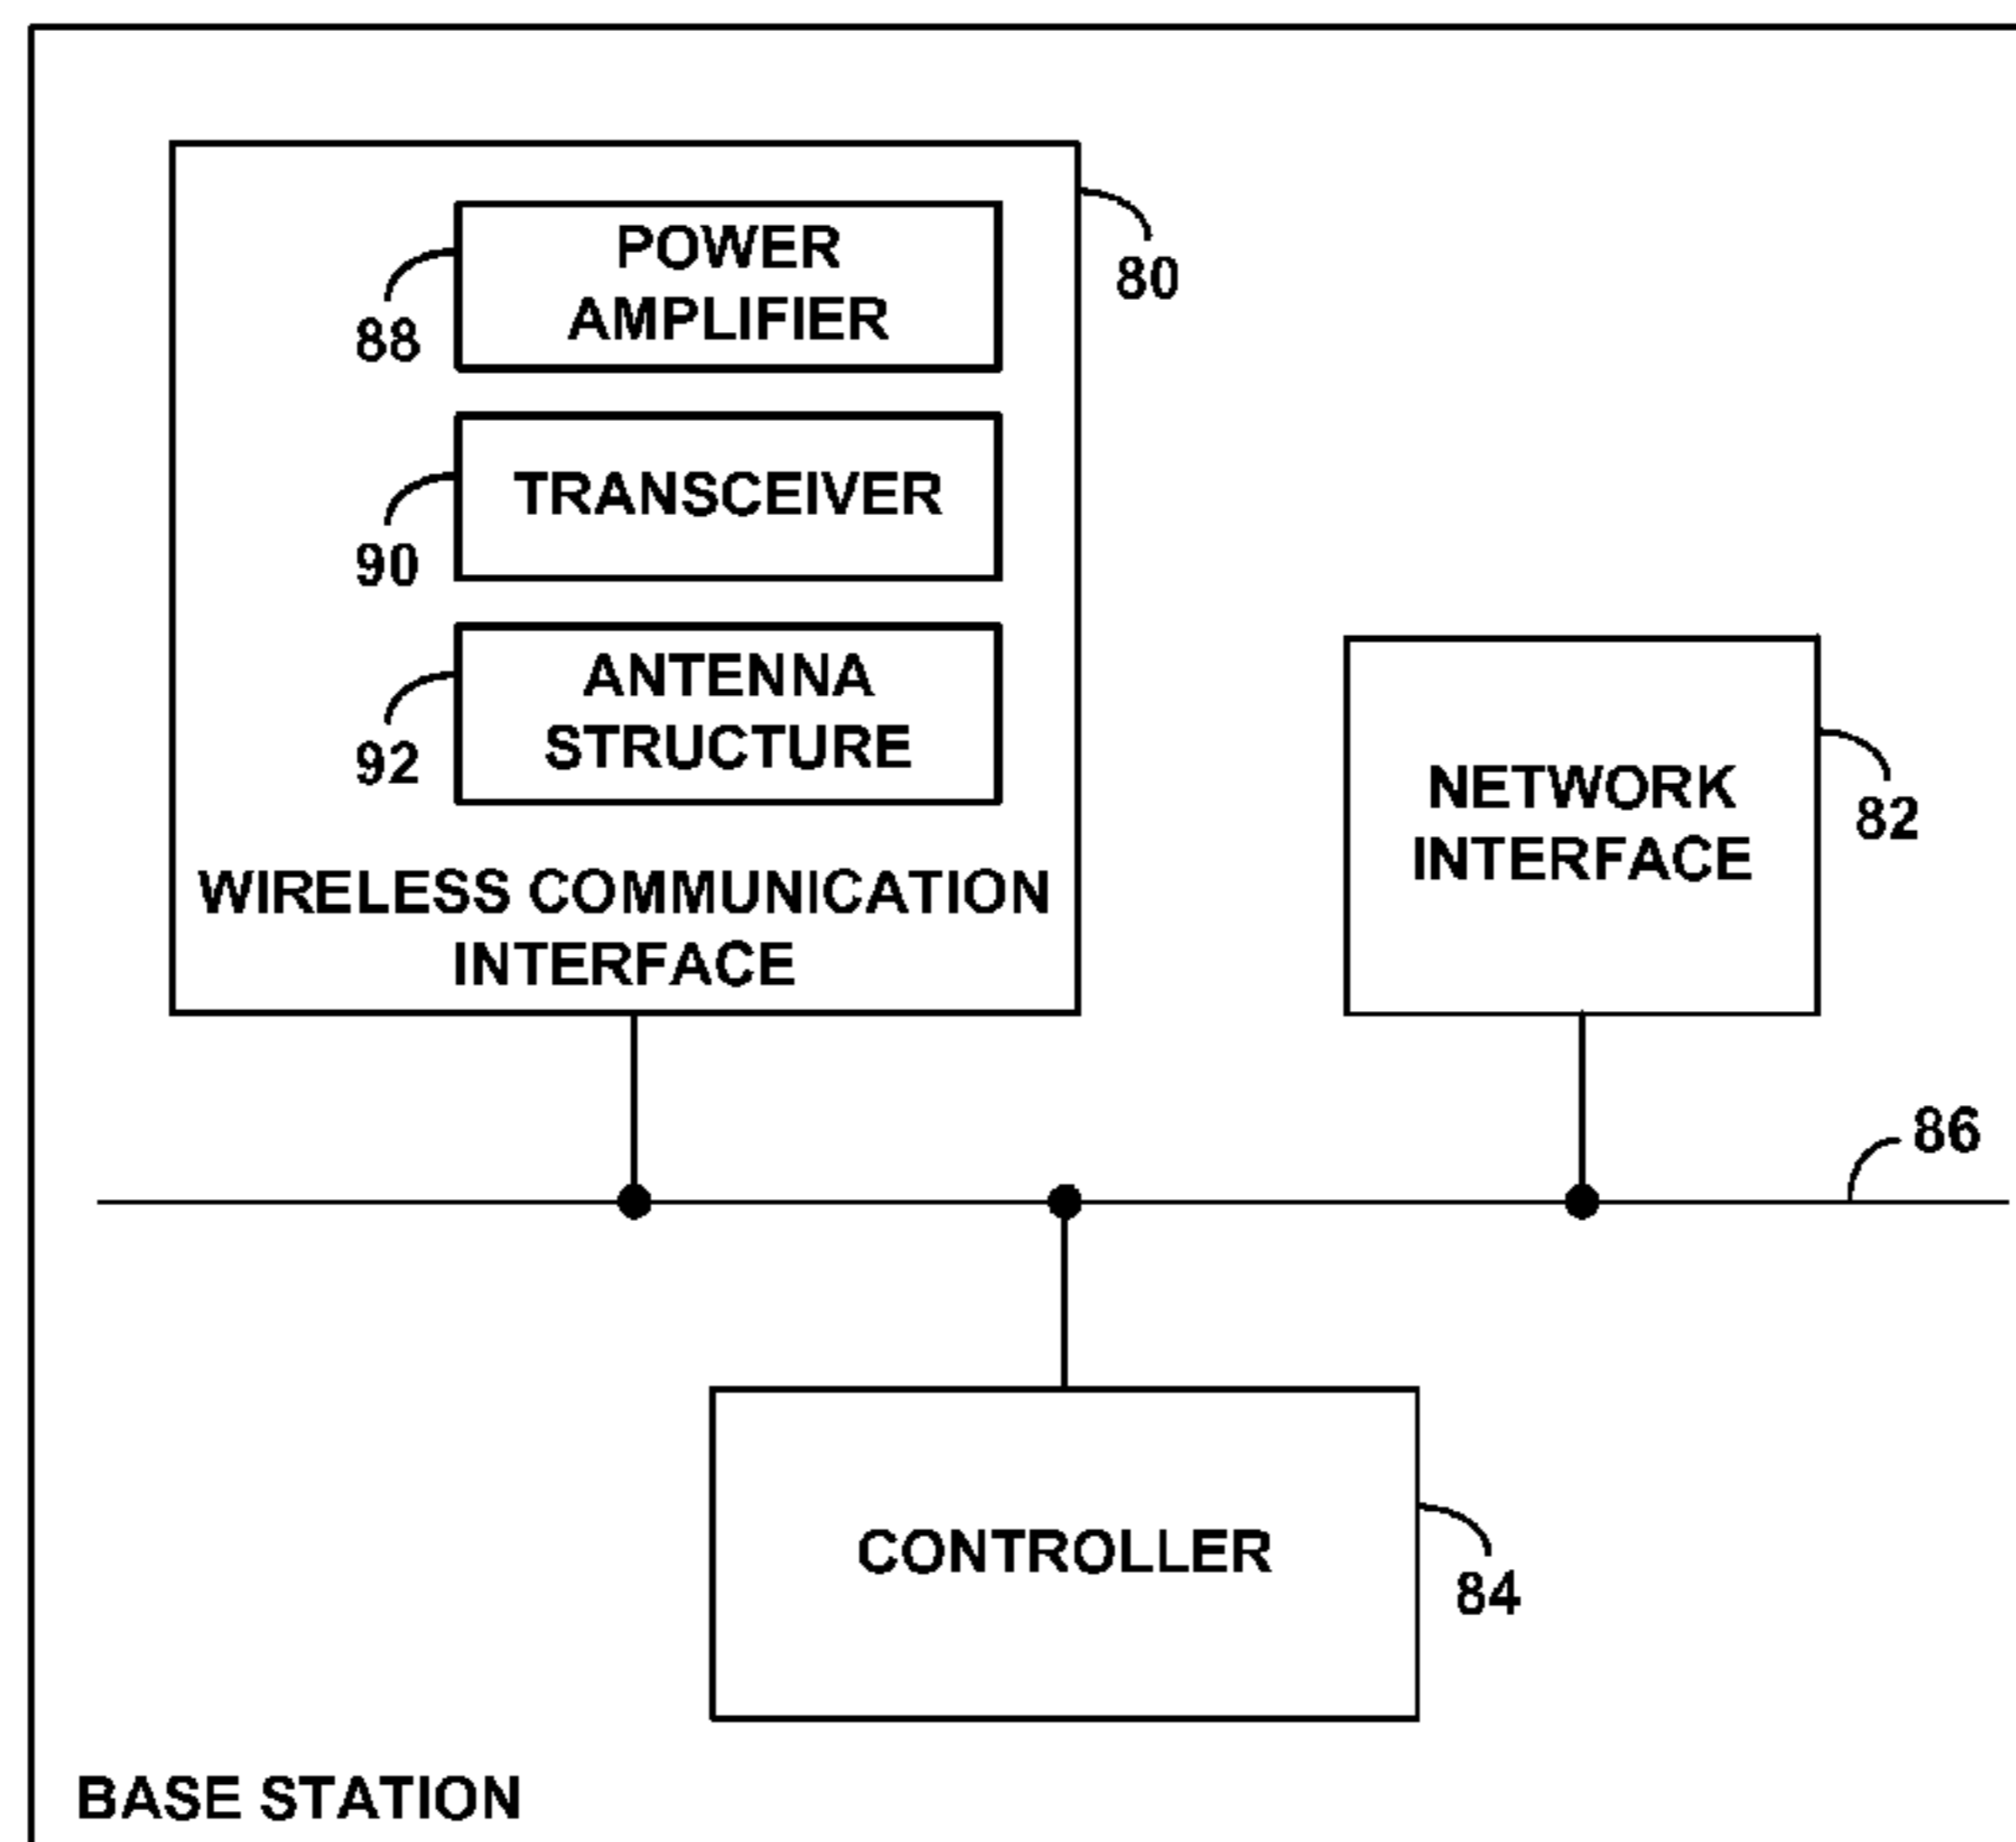 POWER
AMPLIFIER
88
80
TRANSCEIVER
90
ANTENNA
STRUCTURE
92
WIRELESS COMMUNICATION
INTERFACE
NETWORK
INTERFACE
82
86
CONTROLLER
84
BASE STATION